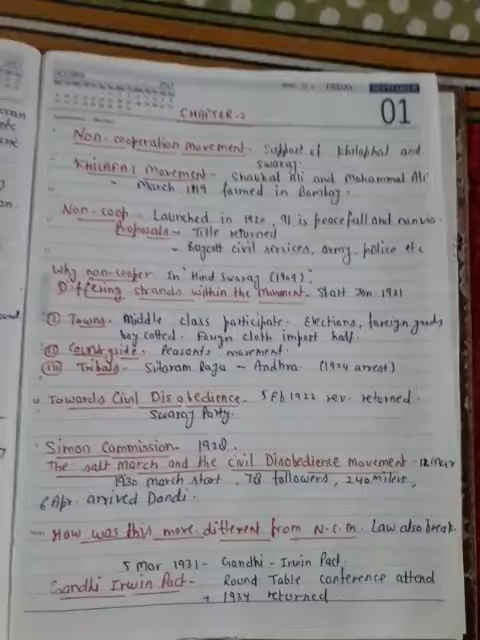 FRIDAY SEPTEMBER
01
CHAPTER-2
Non-cooperation movement- Support of Khilaphat and
swaraj.
KHILAFAT Movement - Shaukat Ali and Mohammal Ali
- March 1919 formed in Bombay.
Non-coop - Launched in 1920, It is peacefull and nonvio.
Proposals - Title returned
- Boycott civil services, army, police etc
Why non-cooper In "Hind Swaraj (1909)".
Differing strands within the movment- Start Jan 1921
(i) Towns. Middle class participate. Elections, foreign goods
boycotted. Foreign cloth import half.
(ii) Countryside. Peasants movement.
(iii) Tribals- Sitaram Raju - Andhra. (1924 arrest)
Towards Civil Disobedience- 5 Feb 1922 rev. returned.
Swaraj Party.
Simon Commission- 1928.
The salt march and the civil Disobedience movement- 12 Mar
1930 march start, 78 followers, 240 miles,
6 Apr. arrived Dandi.
How was this move. different from N.C.M. Law also break.
5 Mar 1931- Gandhi-Irwin Pact.
Gandhi Irwin Pact- Round Table conference attend
1934 returned